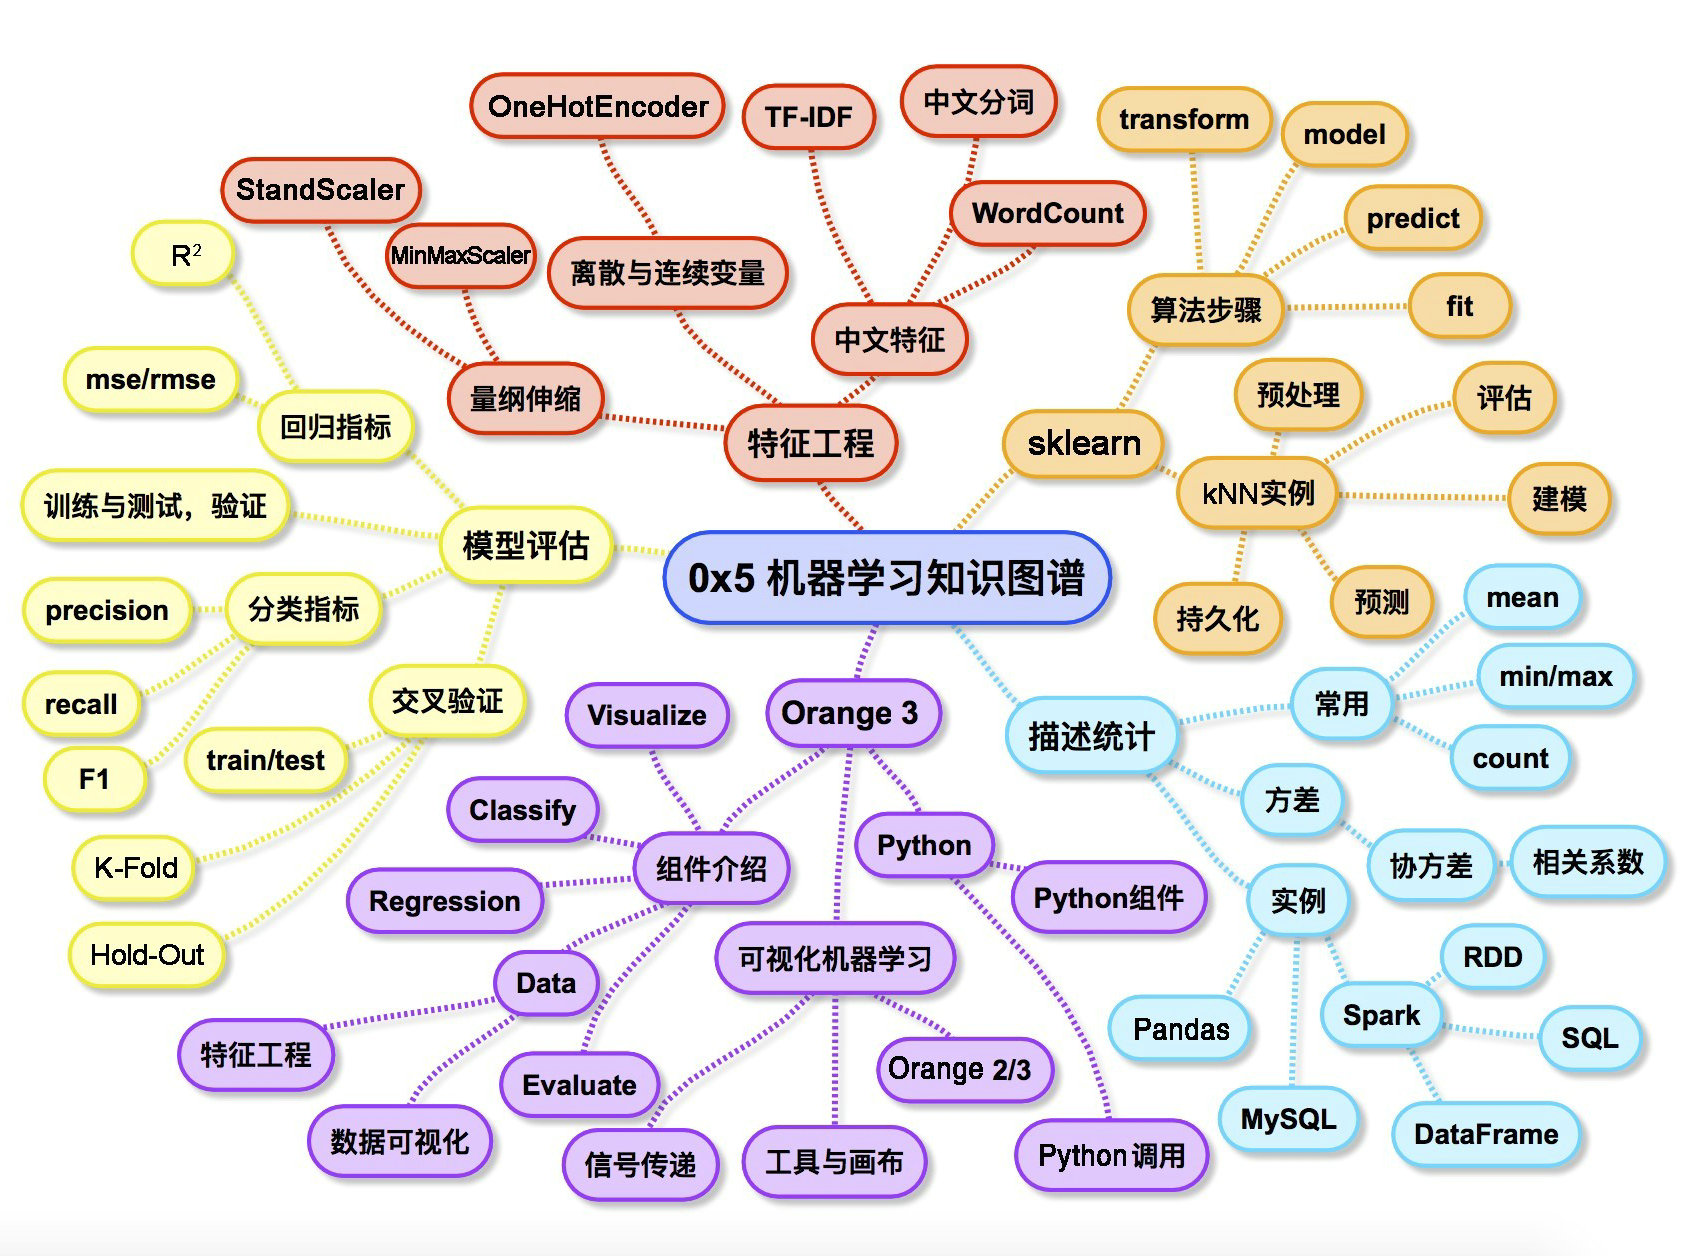 OneHotEncoder
TF-IDF
中文分词
transform
model
StandScaler
MinMaxScaler
离散与连续变量
WordCount
predict
R²
算法步骤
fit
中文特征
mse/rmse
量纲伸缩
预处理
评估
回归指标
特征工程
sklearn
训练与测试，验证
kNN实例
建模
模型评估
0x5 机器学习知识图谱
precision
分类指标
持久化
预测
mean
recall
交叉验证
Visualize
Orange 3
描述统计
常用
min/max
F1
train/test
count
Classify
Python
方差
K-Fold
组件介绍
协方差
相关系数
Regression
Python组件
实例
Hold-Out
Data
可视化机器学习
RDD
特征工程
Evaluate
Orange 2/3
Pandas
Spark
SQL
数据可视化
信号传递
工具与画布
Python调用
MySQL
DataFrame